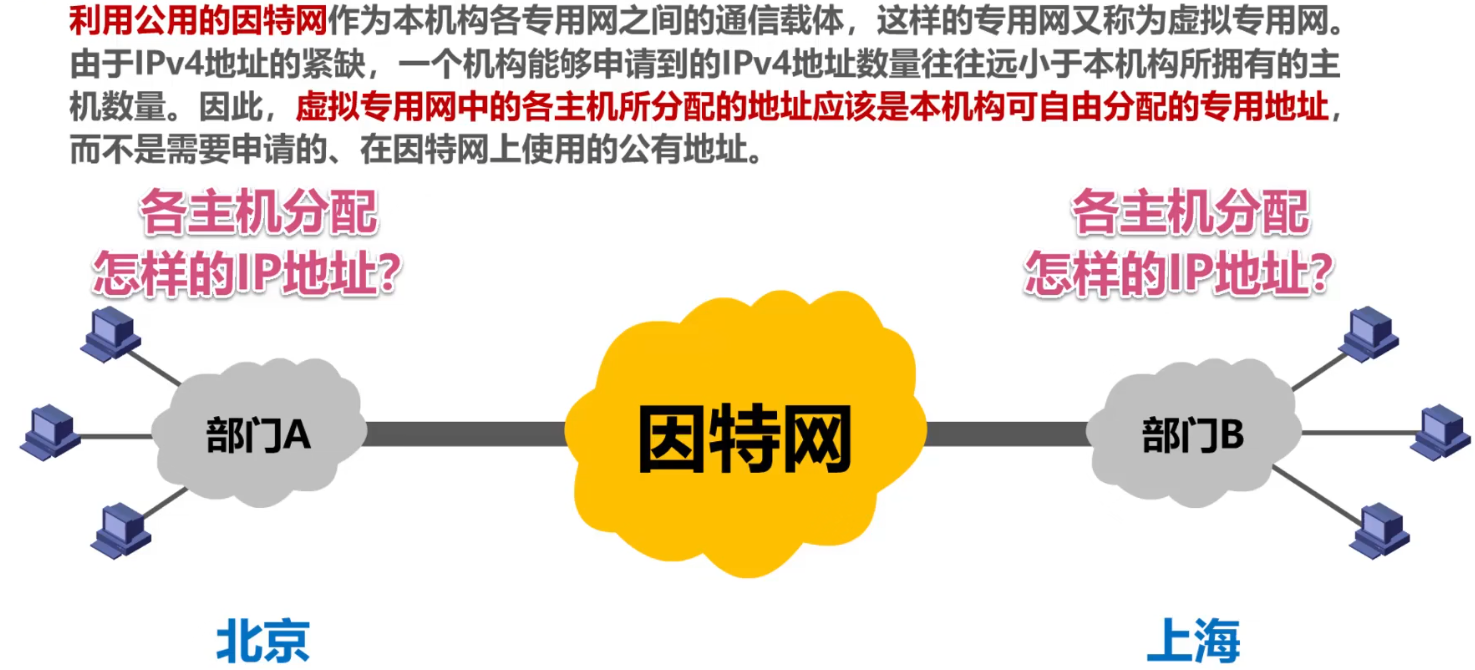 利用公用的因特网作为本机构各专用网之间的通信载体，这样的专用网又称为虚拟专用网。
由于IPv4地址的紧缺，一个机构能够申请到的IPv4地址数量往往远小于本机构所拥有的主
机数量。因此，虚拟专用网中的各主机所分配的地址应该是本机构可自由分配的专用地址，
而不是需要申请的、在因特网上使用的公有地址。
各主机分配
怎样的IP地址？
各主机分配
怎样的IP地址？
部门A
因特网
部门B
北京
上海